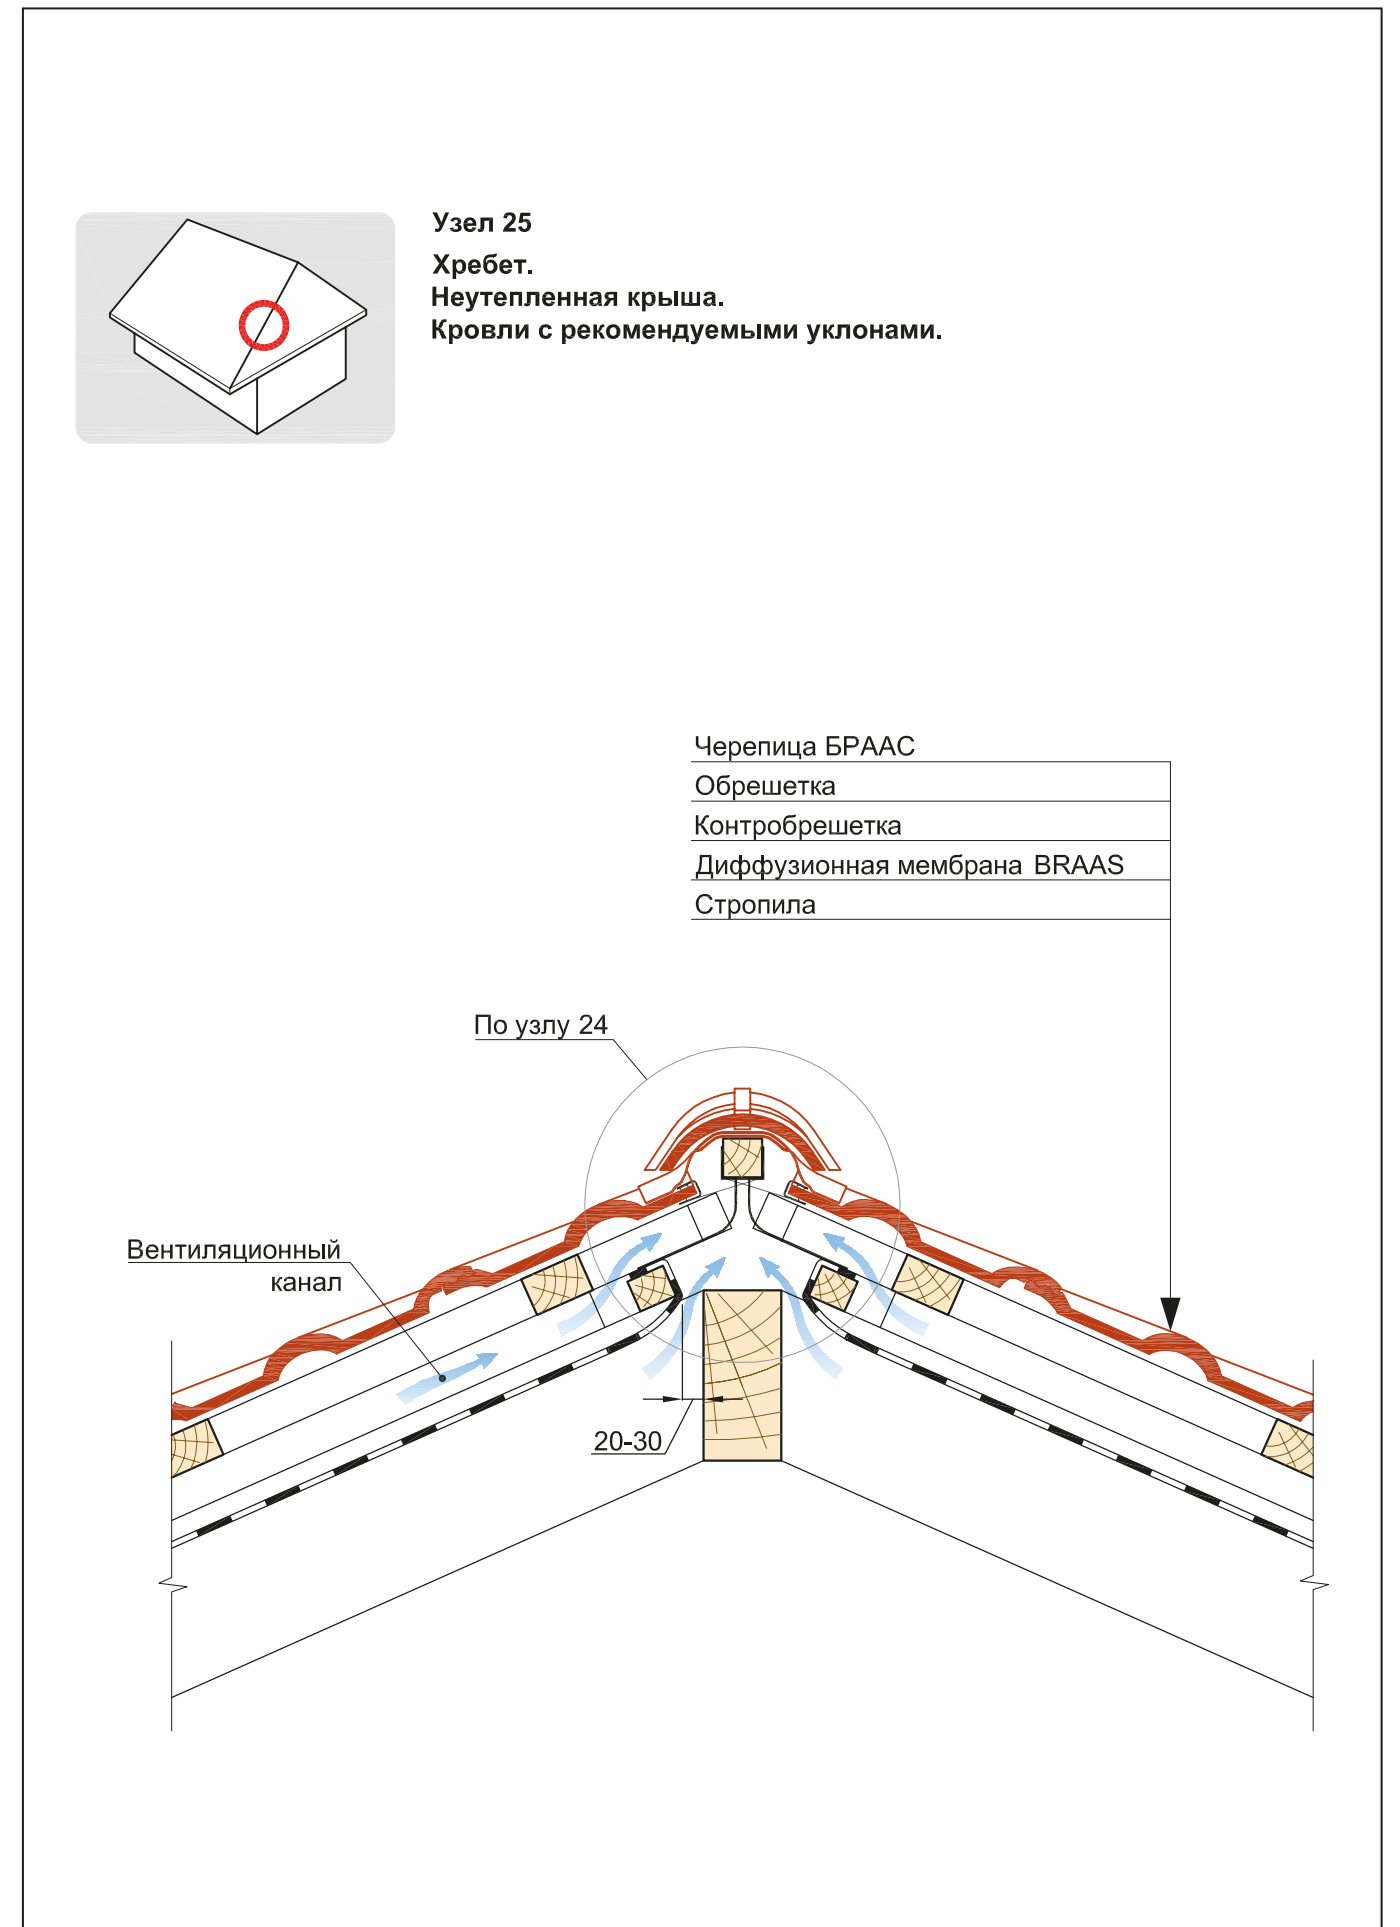 Узел 25
Хребет.
Неутепленная крыша.
Кровли с рекомендуемыми уклонами.
Черепица БРААС
Обрешетка
Контробрешетка
Диффузионная мембрана BRAAS
Стропила
По узлу 24
Вентиляционный
канал
20-30